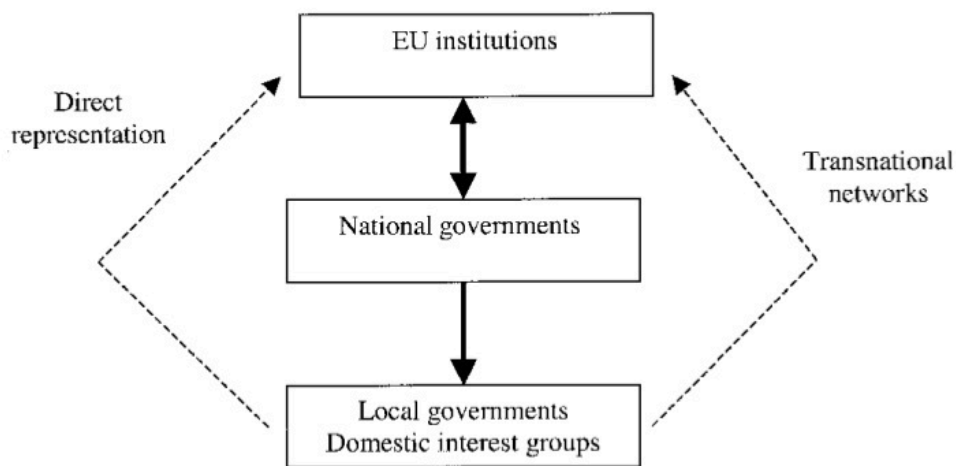 EU institutions
Direct
representation
Transnational
networks
National governments
Local governments
Domestic interest groups